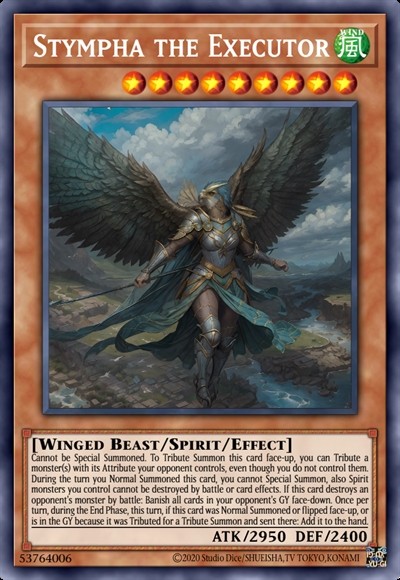 STYMPHA THE EXECUTOR
WIND
風
[WINGED BEAST/SPIRIT/EFFECT]
Cannot be Special Summoned. To Tribute Summon this card face-up, you can Tribute a
monster(s) with its Attribute your opponent controls, even though you do not control them.
During the turn you Normal Summoned this card, you cannot Special Summon, also Spirit
monsters you control cannot be destroyed by battle or card effects. If this card destroys an
opponent's monster by battle: Banish all cards in your opponent's GY face-down. Once per
turn, during the End Phase, this turn, if this card was Normal Summoned or flipped face-up, or
is in the GY because it was Tributed for a Tribute Summon and sent there: Add it to the hand.
ATK/2950 DEF/2400
53764006
©2020 Studio Dice/SHUEISHA,TV TOKYO,KONAMI